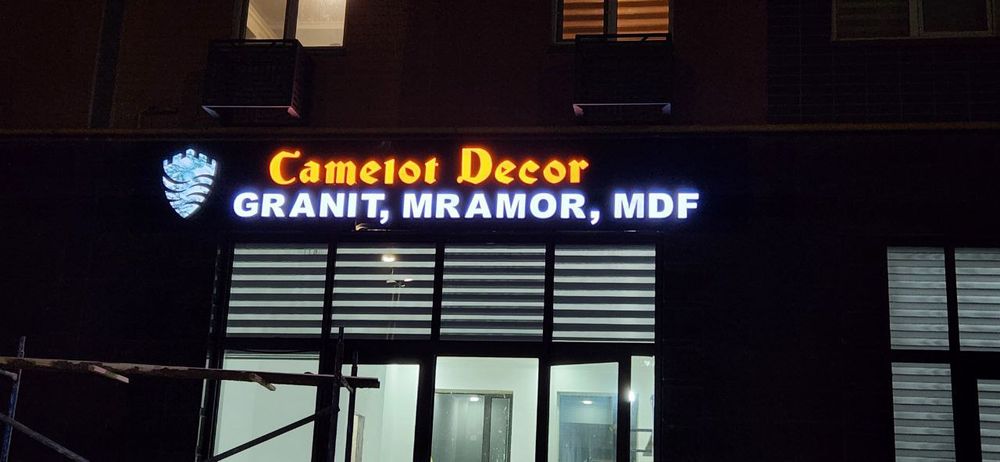 Camelot Decor
GRANIT, MRAMOR, MDF